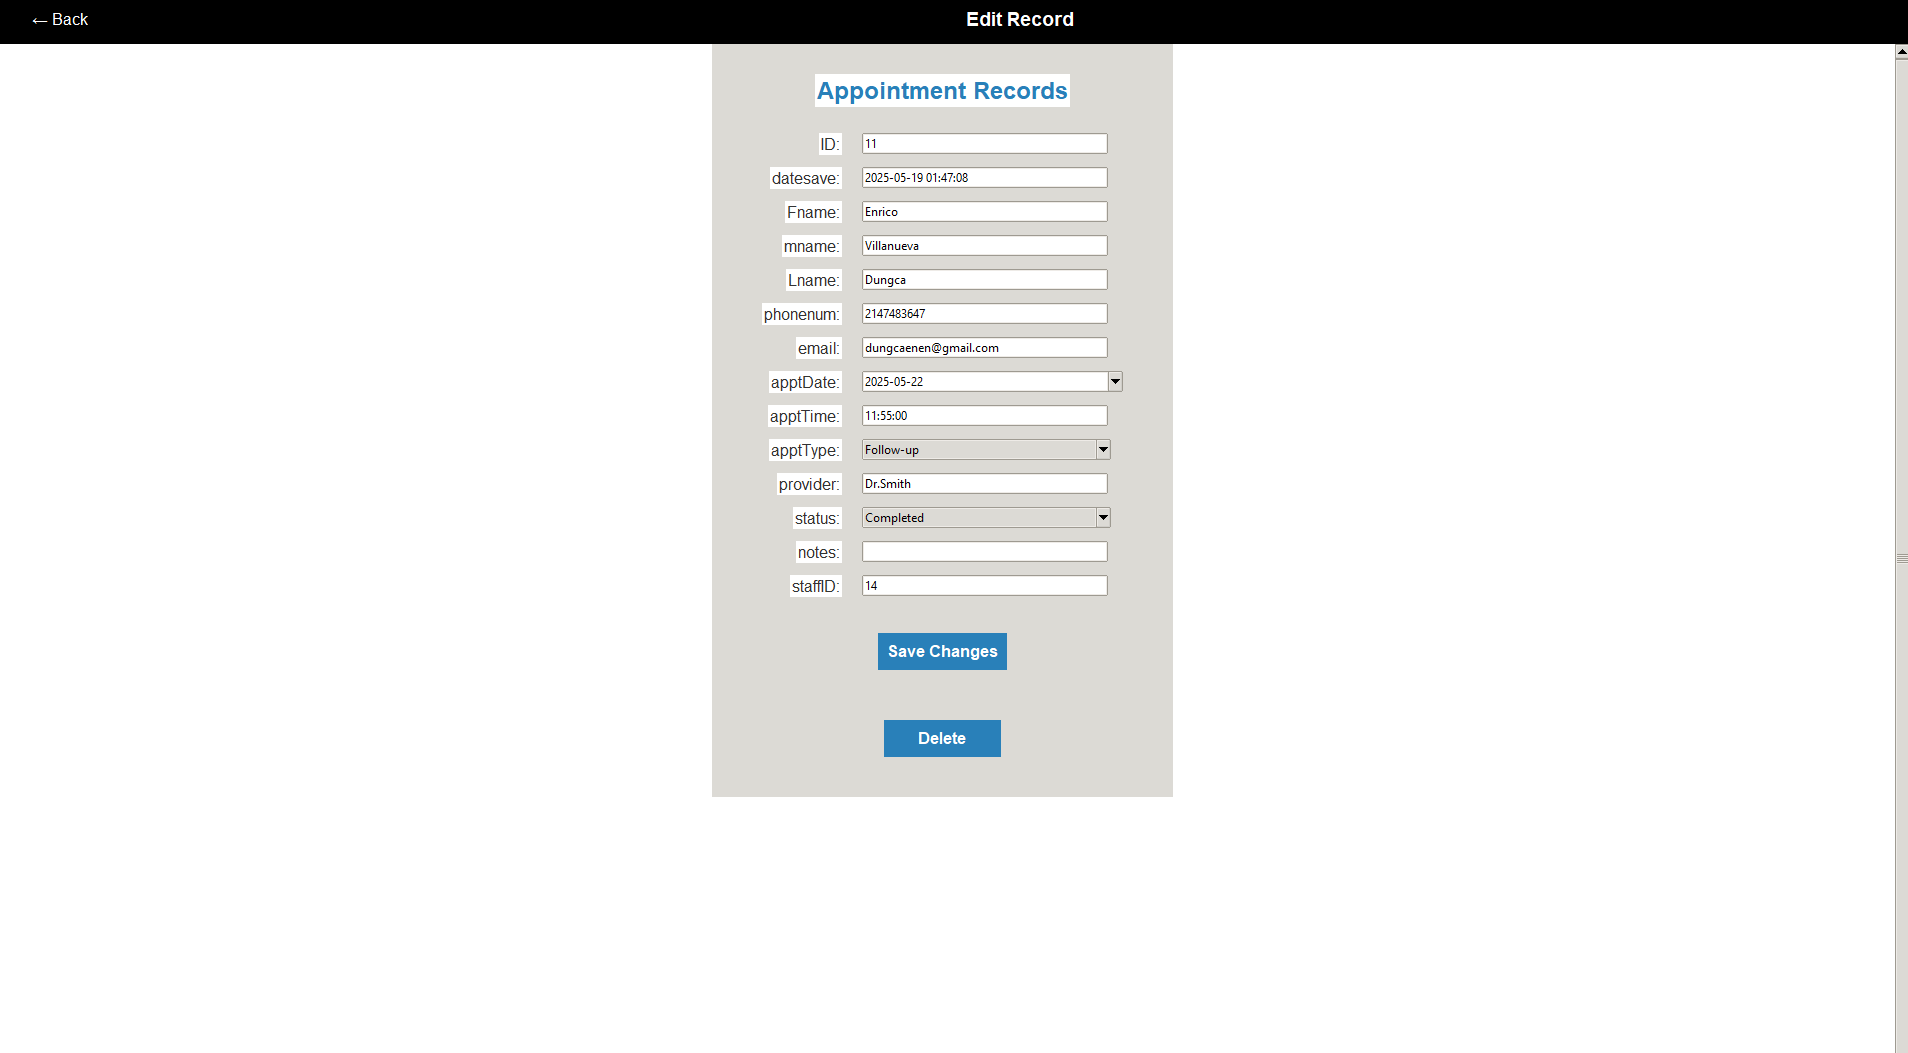 ← Back
Edit Record
Appointment Records
ID: 11
datesave: 2025-05-19 01:47:08
Fname: Enrico
mname: Villanueva
Lname: Dungca
phonenum: 2147483647
email: dungcaenen@gmail.com
apptDate: 2025-05-22
apptTime: 11:55:00
apptType: Follow-up
provider: Dr.Smith
status: Completed
notes:
staffID: 14
Save Changes
Delete